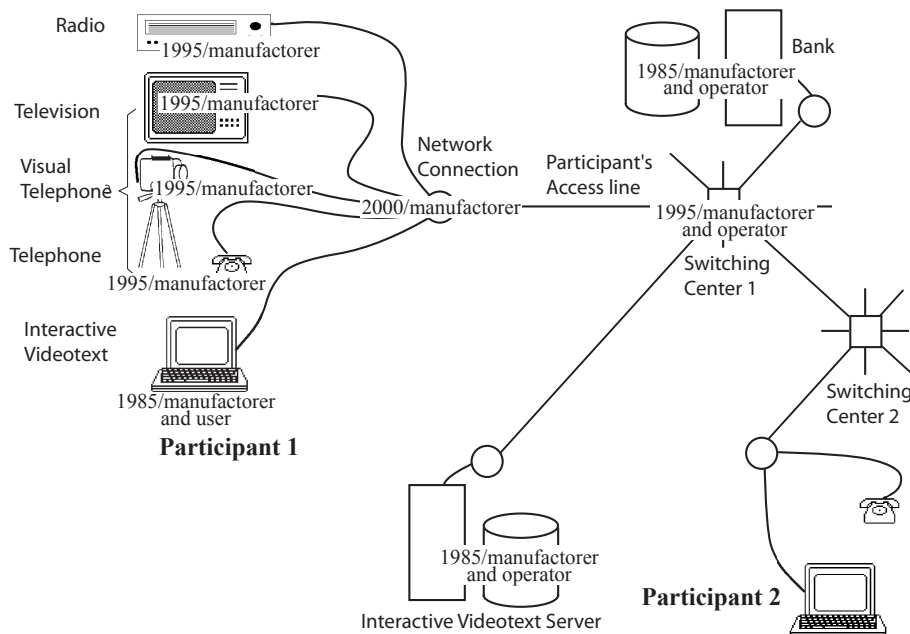 Radio
1995/manufactorer
Television
1995/manufactorer
Visual
Telephone
1995/manufactorer
Telephone
1995/manufactorer
Interactive
Videotext
1985/manufactorer
and user
Participant 1
Network
Connection
2000/manufactorer
Participant's
Access line
Bank
1985/manufactorer
and operator
1995/manufactorer
and operator
Switching
Center 1
Switching
Center 2
1985/manufactorer
and operator
Interactive Videotext Server
Participant 2